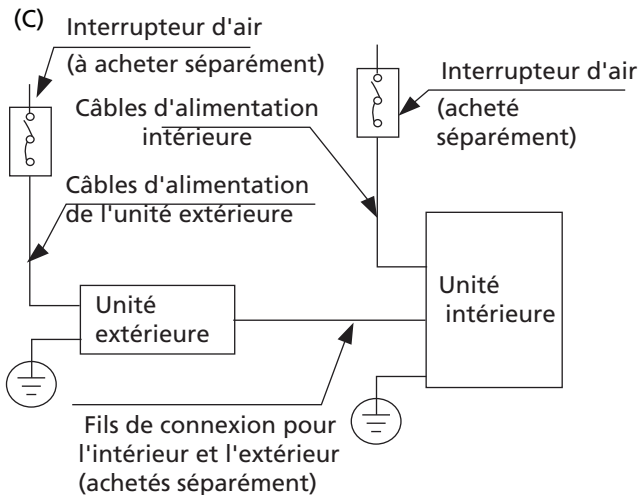 (C)
Interrupteur d'air
(à acheter séparément)
Interrupteur d'air
(acheté
séparément)
Câbles d'alimentation
intérieure
Câbles d'alimentation
de l'unité extérieure
Unité
extérieure
Unité
intérieure
Fils de connexion pour
l'intérieur et l'extérieur
(achetés séparément)